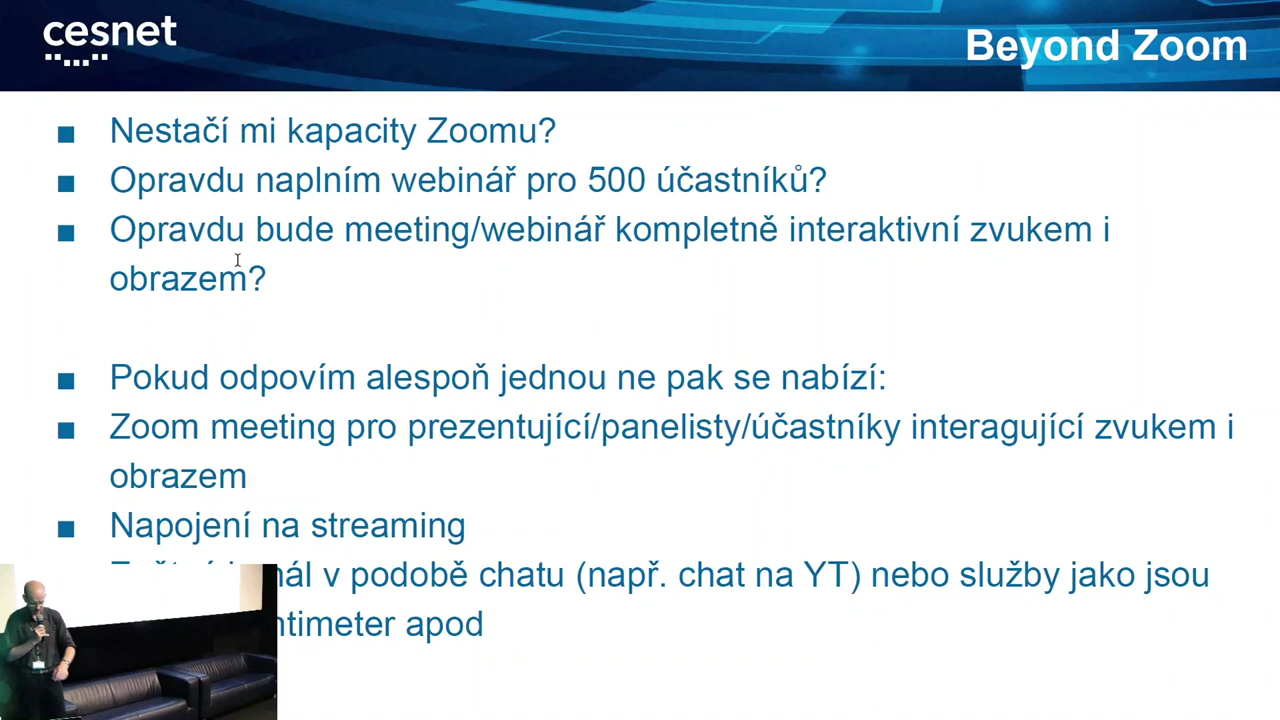 cesnet
Beyond Zoom
Nestačí mi kapacity Zoomu?
Opravdu naplním webinář pro 500 účastníků?
Opravdu bude meeting/webinář kompletně interaktivní zvukem i
obrazem?
Pokud odpovím alespoň jednou ne pak se nabízí:
Zoom meeting pro prezentující/panelisty/účastníky interagující zvukem i
obrazem
Napojení na streaming
v podobě chatu (např. chat na YT) nebo služby jako jsou
apod